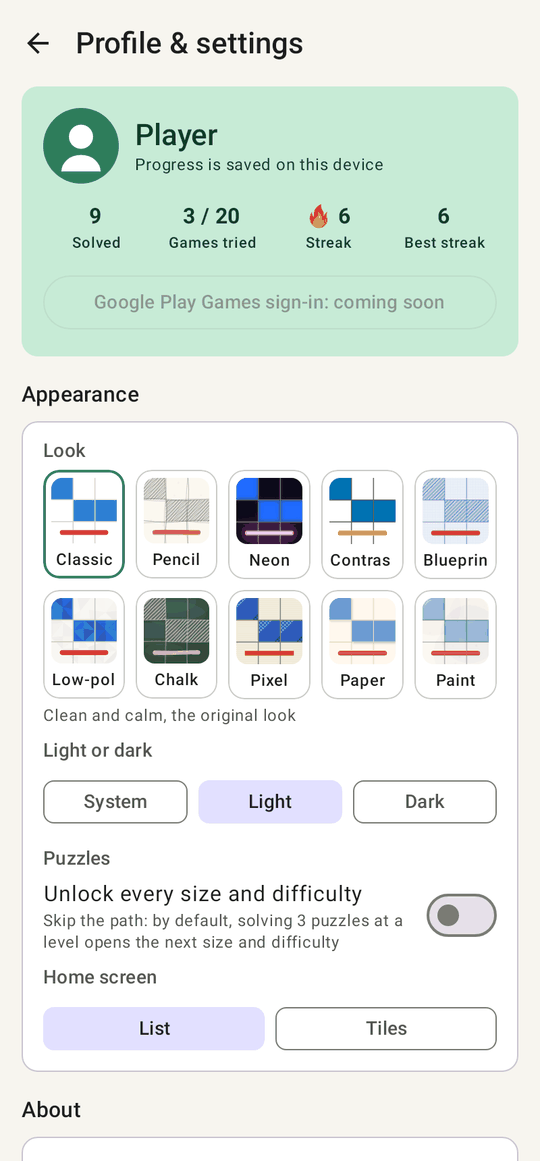 Profile & settings
Player
Progress is saved on this device
9
3 / 20
6
6
Solved
Games tried
Streak
Best streak
Google Play Games sign-in: coming soon
Appearance
Look
Classic
Pencil
Neon
Contras
Blueprin
Low-pol
Chalk
Pixel
Paper
Paint
Clean and calm, the original look
Light or dark
System
Light
Dark
Puzzles
Unlock every size and difficulty
Skip the path: by default, solving 3 puzzles at a
level opens the next size and difficulty
Home screen
List
Tiles
About